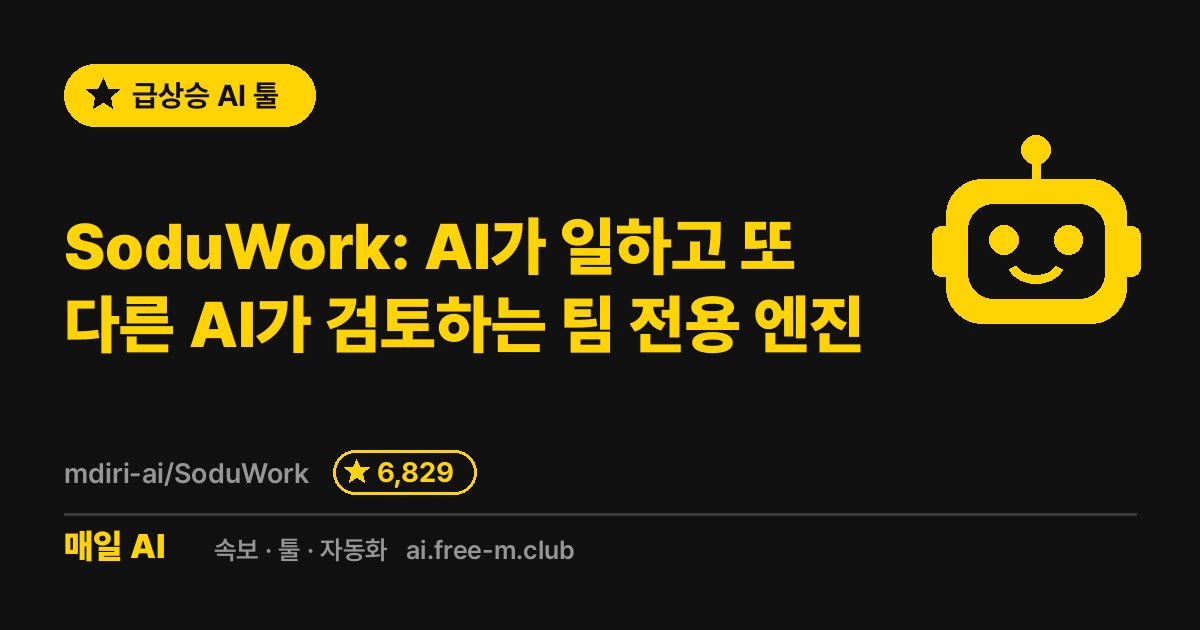 ★ 급상승 AI 툴
SoduWork: AI가 일하고 또
다른 AI가 검토하는 팀 전용 엔진
mdiri-ai/SoduWork ★ 6,829
매일 AI 속보 · 툴 · 자동화 ai.free-m.club